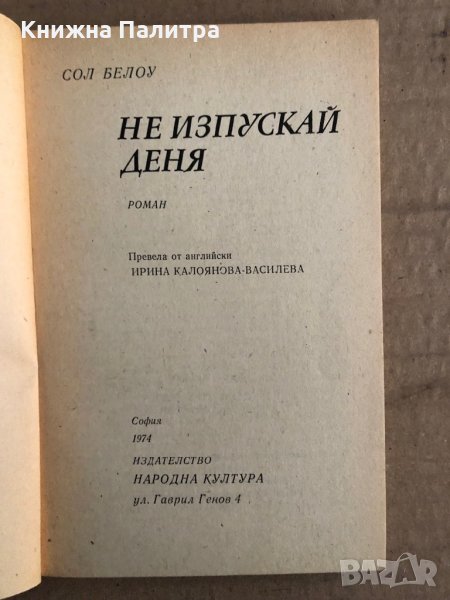 Книжна Палитра
СОЛ БЕЛОУ
НЕ ИЗПУСКАЙ
ДЕНЯ
РОМАН
Превела от английски
ИРИНА КАЛОЯНОВА-ВАСИЛЕВА
София
1974
ИЗДАТЕЛСТВО
НАРОДНА КУЛТУРА
ул. Гаврил Генов 4
BAZAR